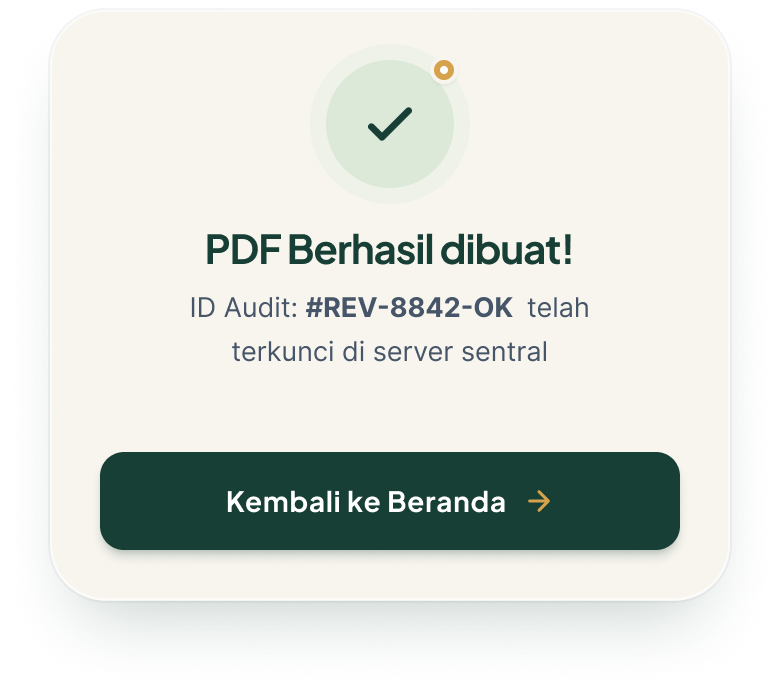 PDF Berhasil dibuat!
ID Audit: #REV-8842-OK telah
terkunci di server sentral
Kembali ke Beranda